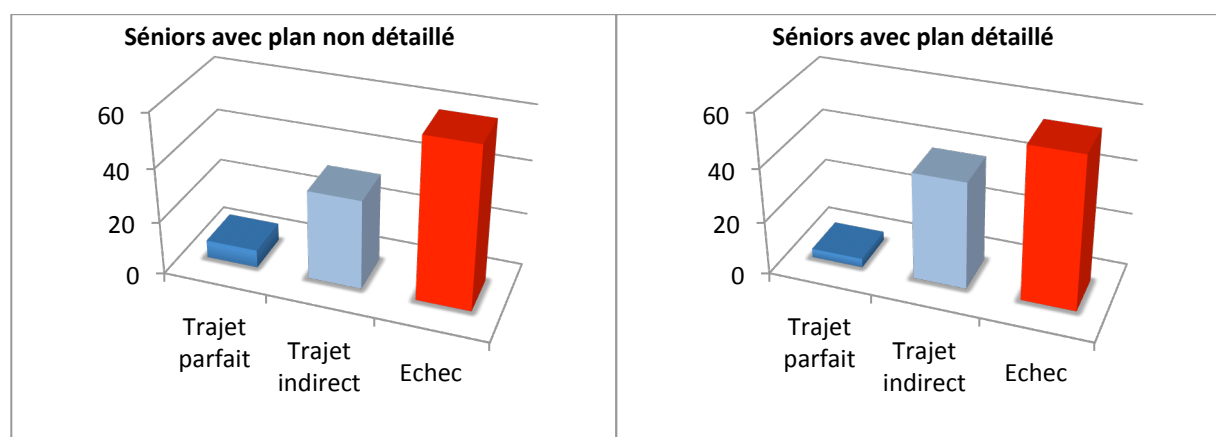 Séniors avec plan non détaillé
60
40
20
0
Trajet
parfait
Trajet
indirect
Echec
Séniors avec plan détaillé
60
40
20
0
Trajet
parfait
Trajet
indirect
Echec